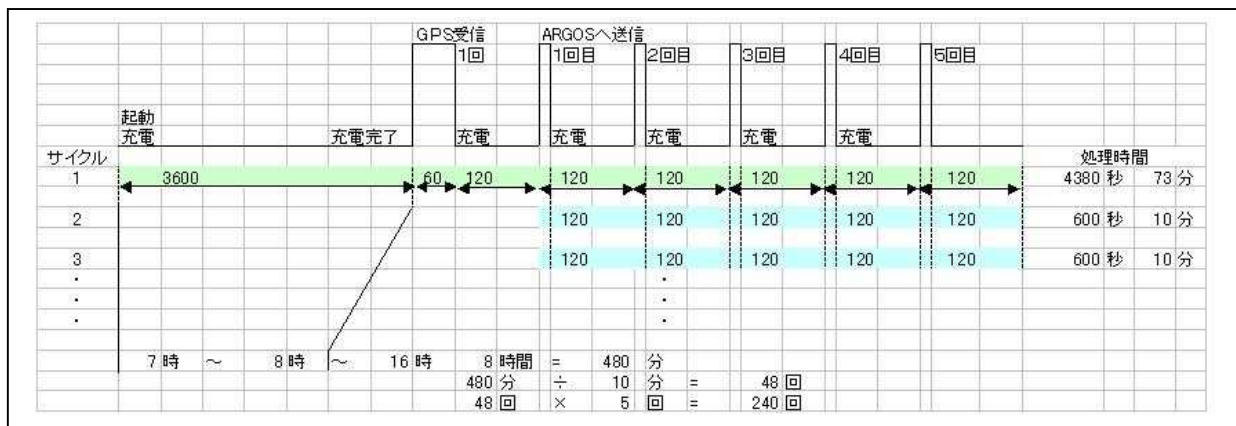 GPS受信 ARGOSへ送信
1回 1回目 2回目 3回目 4回目 5回目
起動
充電 充電完了 充電 充電 充電 充電 充電
サイクル 処理時間
1 3600 60 120 120 120 120 120 120 4380 秒 73 分
2 120 120 120 120 120 600 秒 10 分
3 120 120 120 120 120 600 秒 10 分
・ ・
・ ・
・ ・
7 時 ～ 8 時 ～ 16 時 8 時間 = 480 分
480 分 ÷ 10 分 = 48 回
48 回 × 5 回 = 240 回